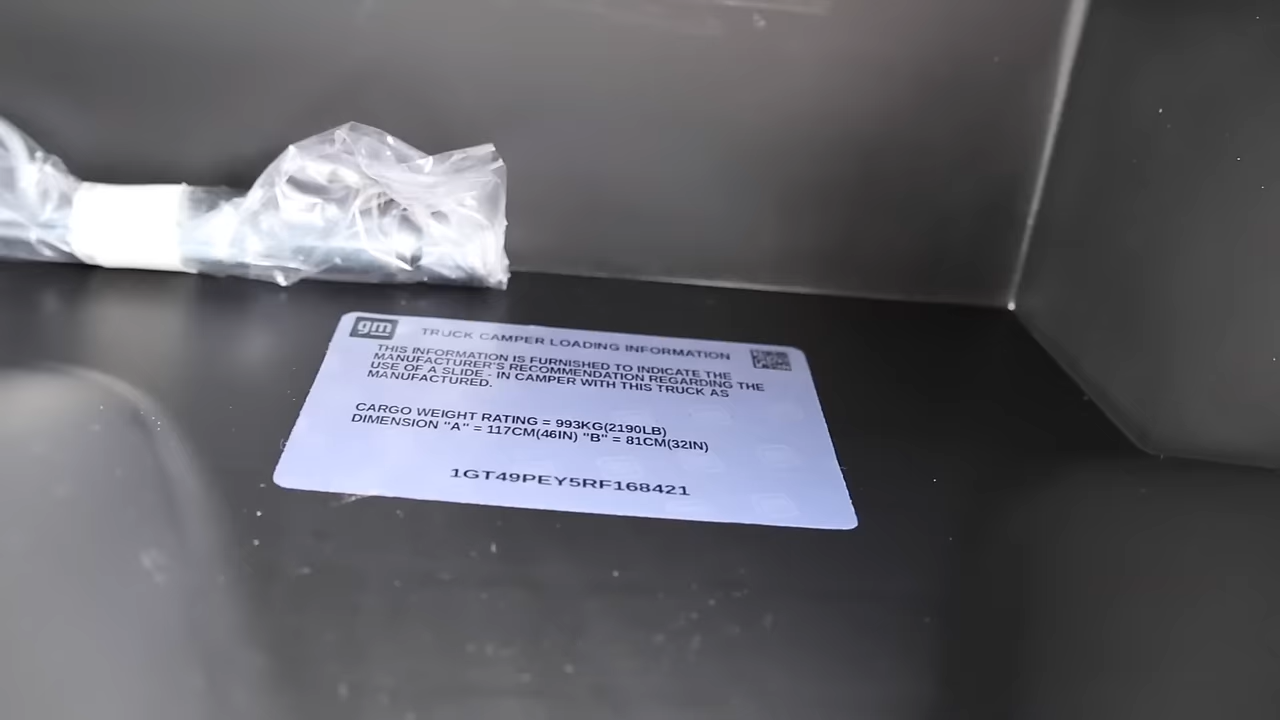 gm TRUCK CAMPER LOADING INFORMATION
THIS INFORMATION IS FURNISHED TO INDICATE THE
MANUFACTURER'S RECOMMENDATION REGARDING THE
USE OF A SLIDE - IN CAMPER WITH THIS TRUCK AS
MANUFACTURED.
CARGO WEIGHT RATING = 993KG(2190LB)
DIMENSION "A" = 117CM(46IN) "B" = 81CM(32IN)
1GT49PEY5RF168421